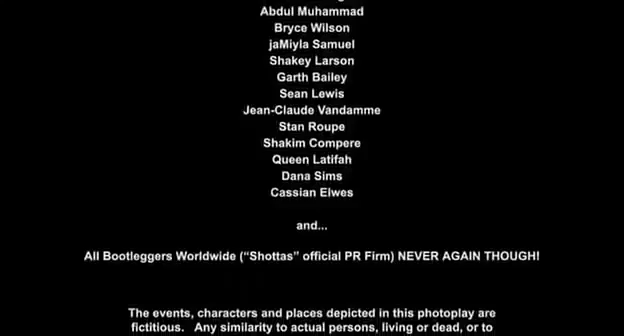 Abdul Muhammad
Bryce Wilson
jaMiyla Samuel
Shakey Larson
Garth Bailey
Sean Lewis
Jean-Claude Vandamme
Stan Roupe
Shakim Compere
Queen Latifah
Dana Sims
Cassian Elwes
and...
All Bootleggers Worldwide (“Shottas” official PR Firm) NEVER AGAIN THOUGH!
The events, characters and places depicted in this photoplay are
fictitious. Any similarity to actual persons, living or dead, or to